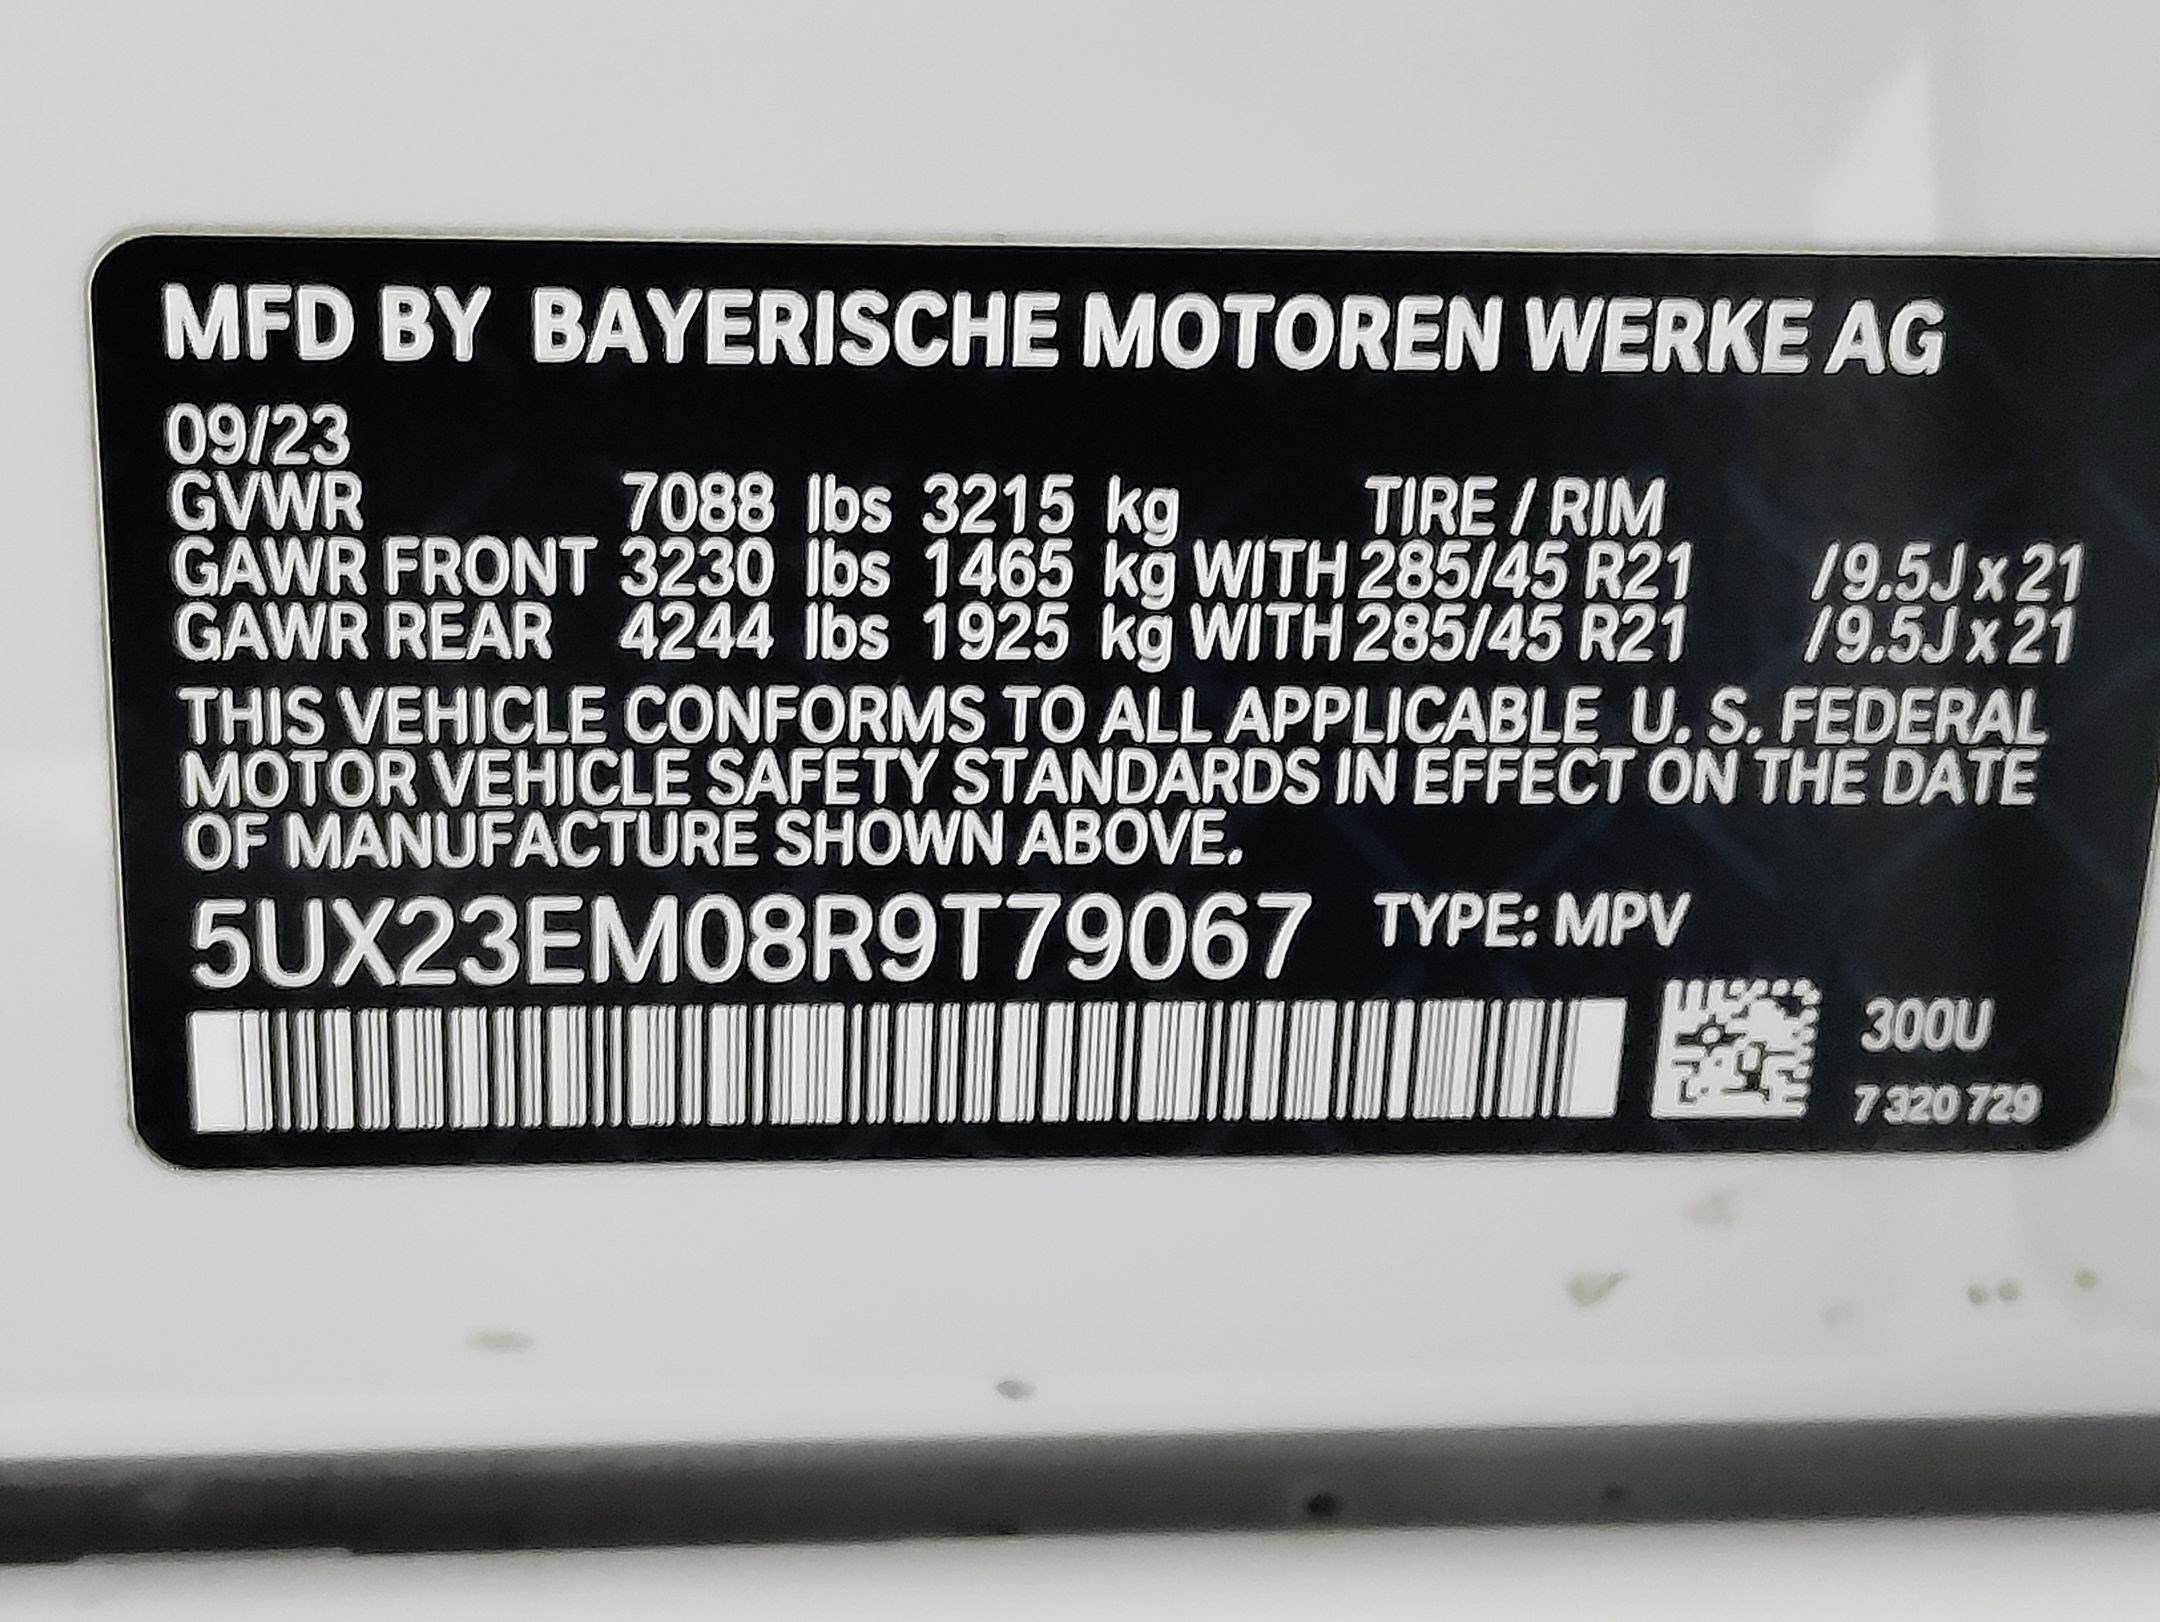 MFD BY BAYERISCHE MOTOREN WERKE AG
09/23
GVWR 7088 lbs 3215 kg TIRE / RIM
GAWR FRONT 3230 lbs 1465 kg WITH 285/45 R21 /9.5J x 21
GAWR REAR 4244 lbs 1925 kg WITH 285/45 R21 /9.5J x 21
THIS VEHICLE CONFORMS TO ALL APPLICABLE U. S. FEDERAL
MOTOR VEHICLE SAFETY STANDARDS IN EFFECT ON THE DATE
OF MANUFACTURE SHOWN ABOVE.
5UX23EM08R9T79067 TYPE: MPV
300U
7 320 729